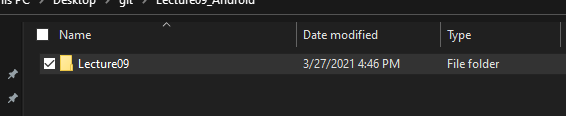 Desktop > git > Lecture09_Android
Name Date modified Type
Lecture09 3/27/2021 4:46 PM File folder